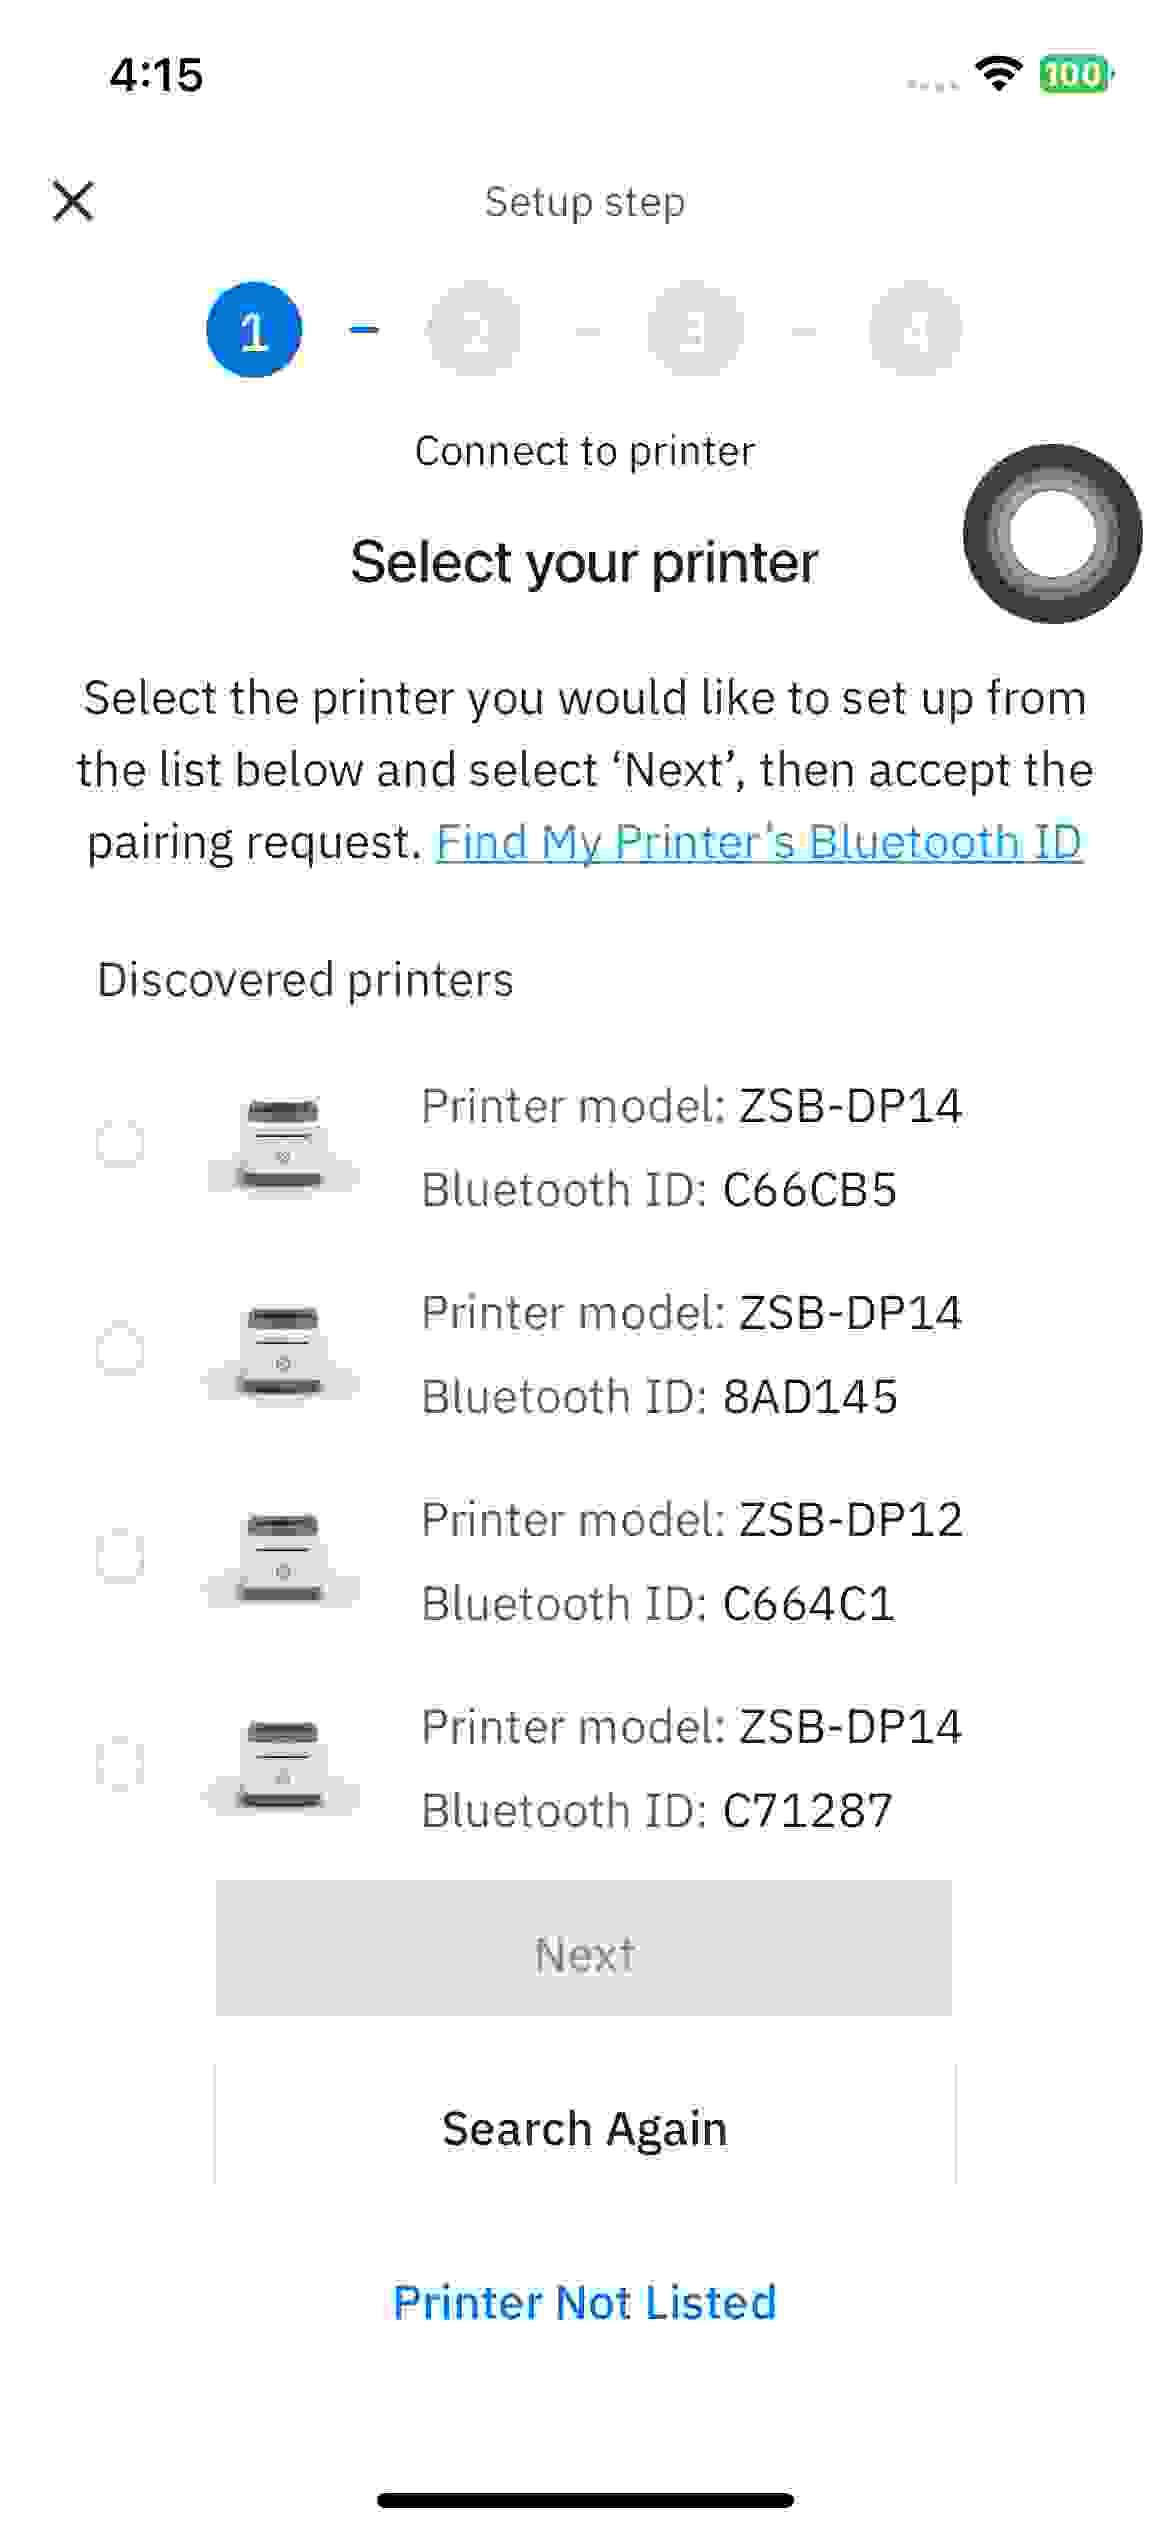 4:15
100
Setup step
1
2
3
4
Connect to printer
Select your printer
Select the printer you would like to set up from
the list below and select ‘Next’, then accept the
pairing request. Find My Printer's Bluetooth ID
Discovered printers
Printer model: ZSB-DP14
Bluetooth ID: C66CB5
Printer model: ZSB-DP14
Bluetooth ID: 8AD145
Printer model: ZSB-DP12
Bluetooth ID: C664C1
Printer model: ZSB-DP14
Bluetooth ID: C71287
Next
Search Again
Printer Not Listed